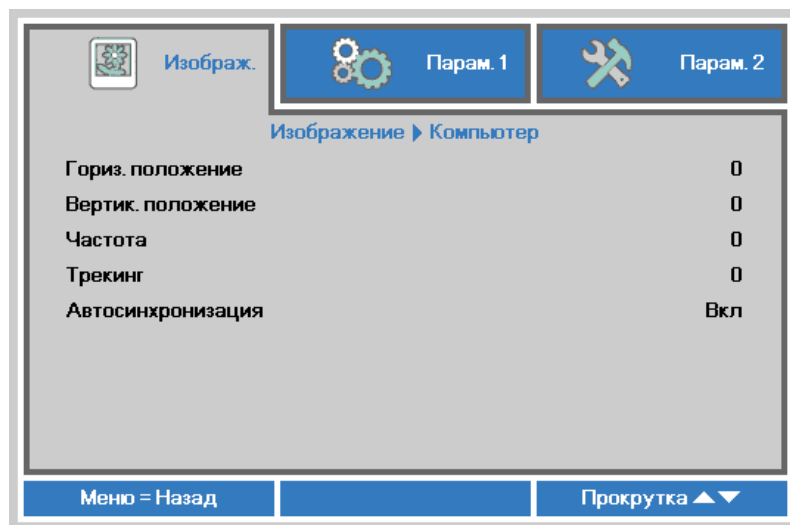 Изображ. Парам. 1 Парам. 2
Изображение ▶ Компьютер
Гориз. положение 0
Вертик. положение 0
Частота 0
Трекинг 0
Автосинхронизация Вкл
Меню = Назад Прокрутка ▲▼